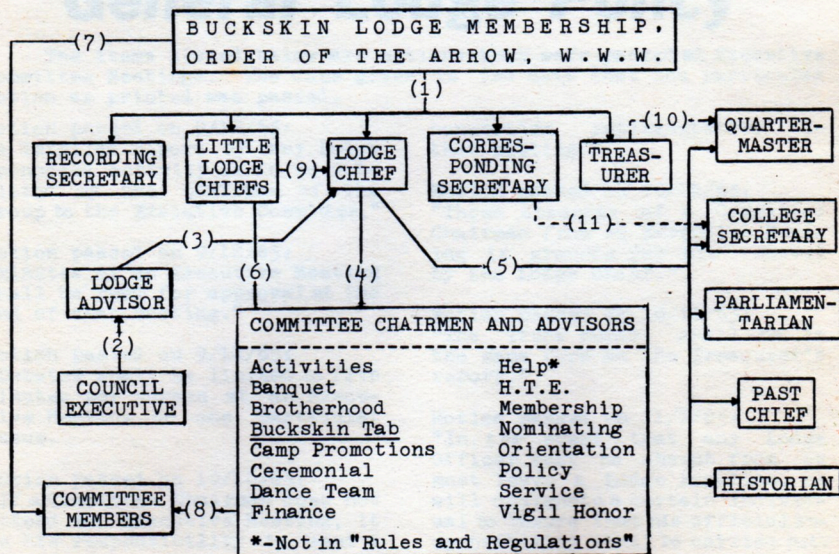 (7)
BUCKSKIN LODGE MEMBERSHIP,
ORDER OF THE ARROW, W.W.W
(1)
(10)
RECORDING
SECRETARY
LITTLE
LODGE
CHIEFS
(9)
LODGE
CHIEF
CORRES-
PONDING
SECRETARY
TREAS-
URER
QUARTER-
MASTER
(11)
COLLEGE
SECRETARY
(3)
(6)
(4)
(5)
LODGE
ADVISOR
(2)
COUNCIL
EXECUTIVE
PARLIAMEN-
TARIAN
PAST
CHIEF
HISTORIAN
COMMITTEE CHAIRMEN AND ADVISORS
Activities
Banquet
Brotherhood
Buckskin Tab
Camp Promotions
Ceremonial
Dance Team
Finance
Help*
H.T.E.
Membership
Nominating
Orientation
Policy
Service
Vigil Honor
*-Not in "Rules and Regulations"
COMMITTEE
MEMBERS
(8)